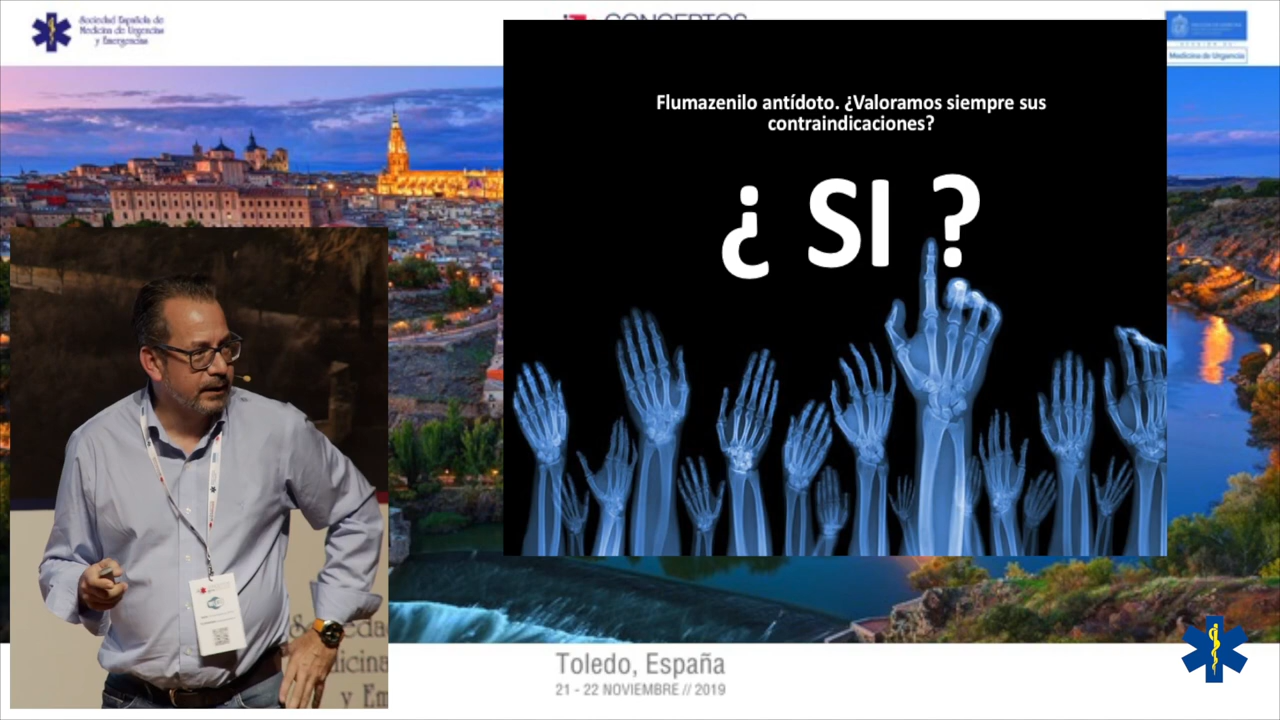 Sociedad Española de
Medicina de Urgencias
y Emergencias
CONCEPTOS
Medicina de Urgencia
Flumazenilo antídoto. ¿Valoramos siempre sus
contraindicaciones?
¿ SI ?
Toledo, España
21 - 22 NOVIEMBRE // 2019